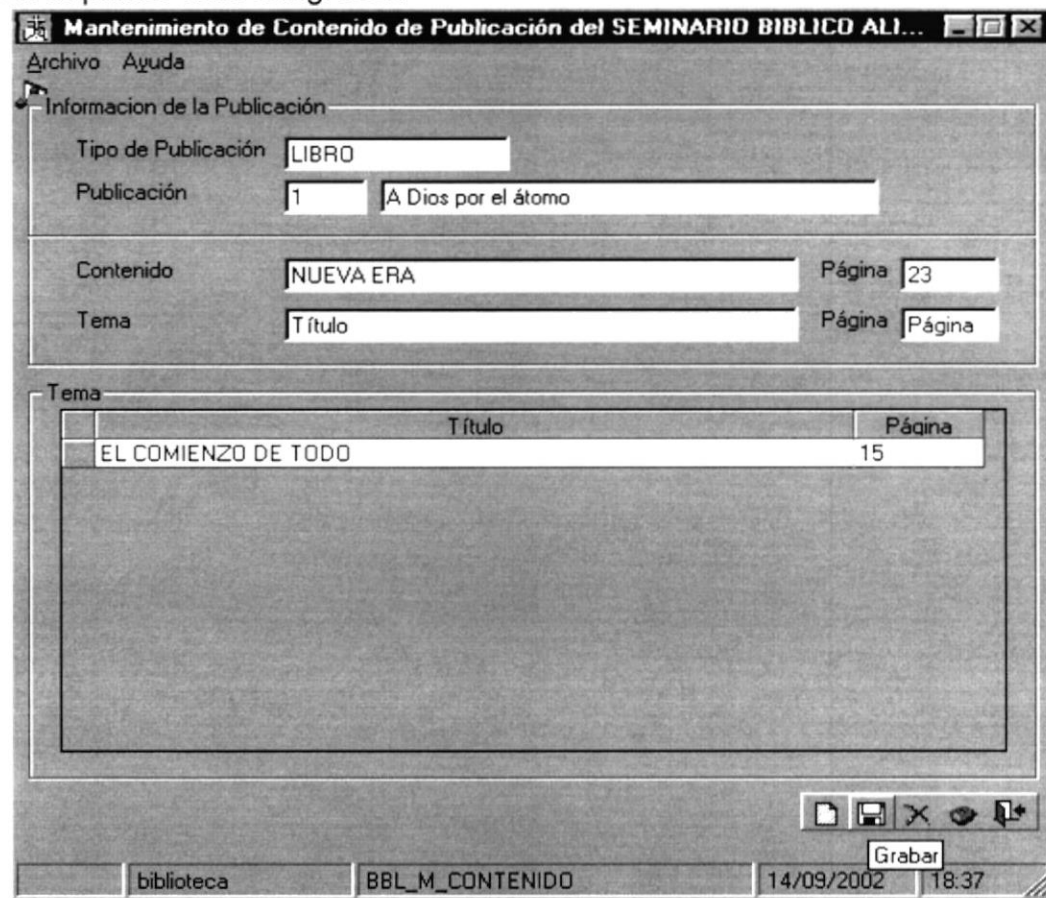 Mantenimiento de Contenido de Publicación del SEMINARIO BIBLICO ALI...
Archivo Ayuda
Informacion de la Publicación
Tipo de Publicación LIBRO
Publicación 1 A Dios por el átomo
Contenido NUEVA ERA Página 23
Tema Título Página Página
Tema
Título Página
EL COMIENZO DE TODO 15
Grabar
biblioteca BBL_M_CONTENIDO 14/09/2002 18:37